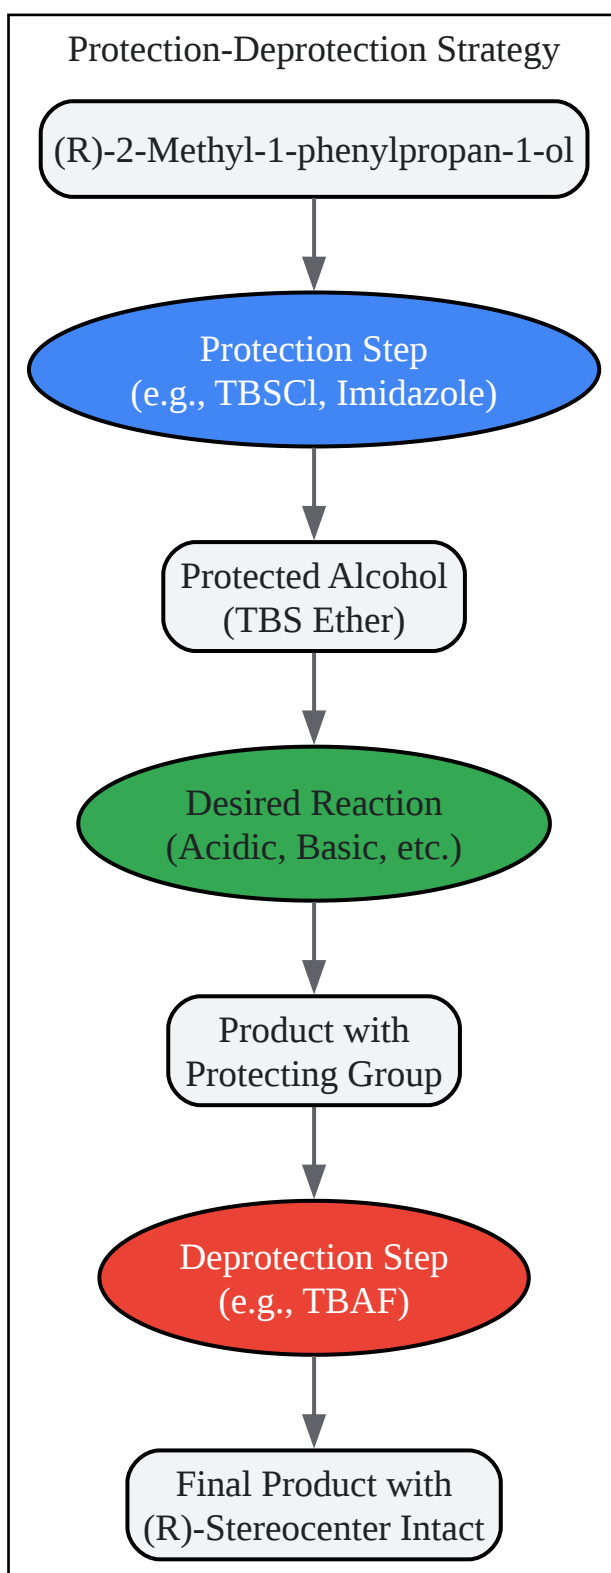 Protection-Deprotection Strategy
(R)-2-Methyl-1-phenylpropan-1-ol
Protection Step
(e.g., TBSCl, Imidazole)
Protected Alcohol
(TBS Ether)
Desired Reaction
(Acidic, Basic, etc.)
Product with
Protecting Group
Deprotection Step
(e.g., TBAF)
Final Product with
(R)-Stereocenter Intact